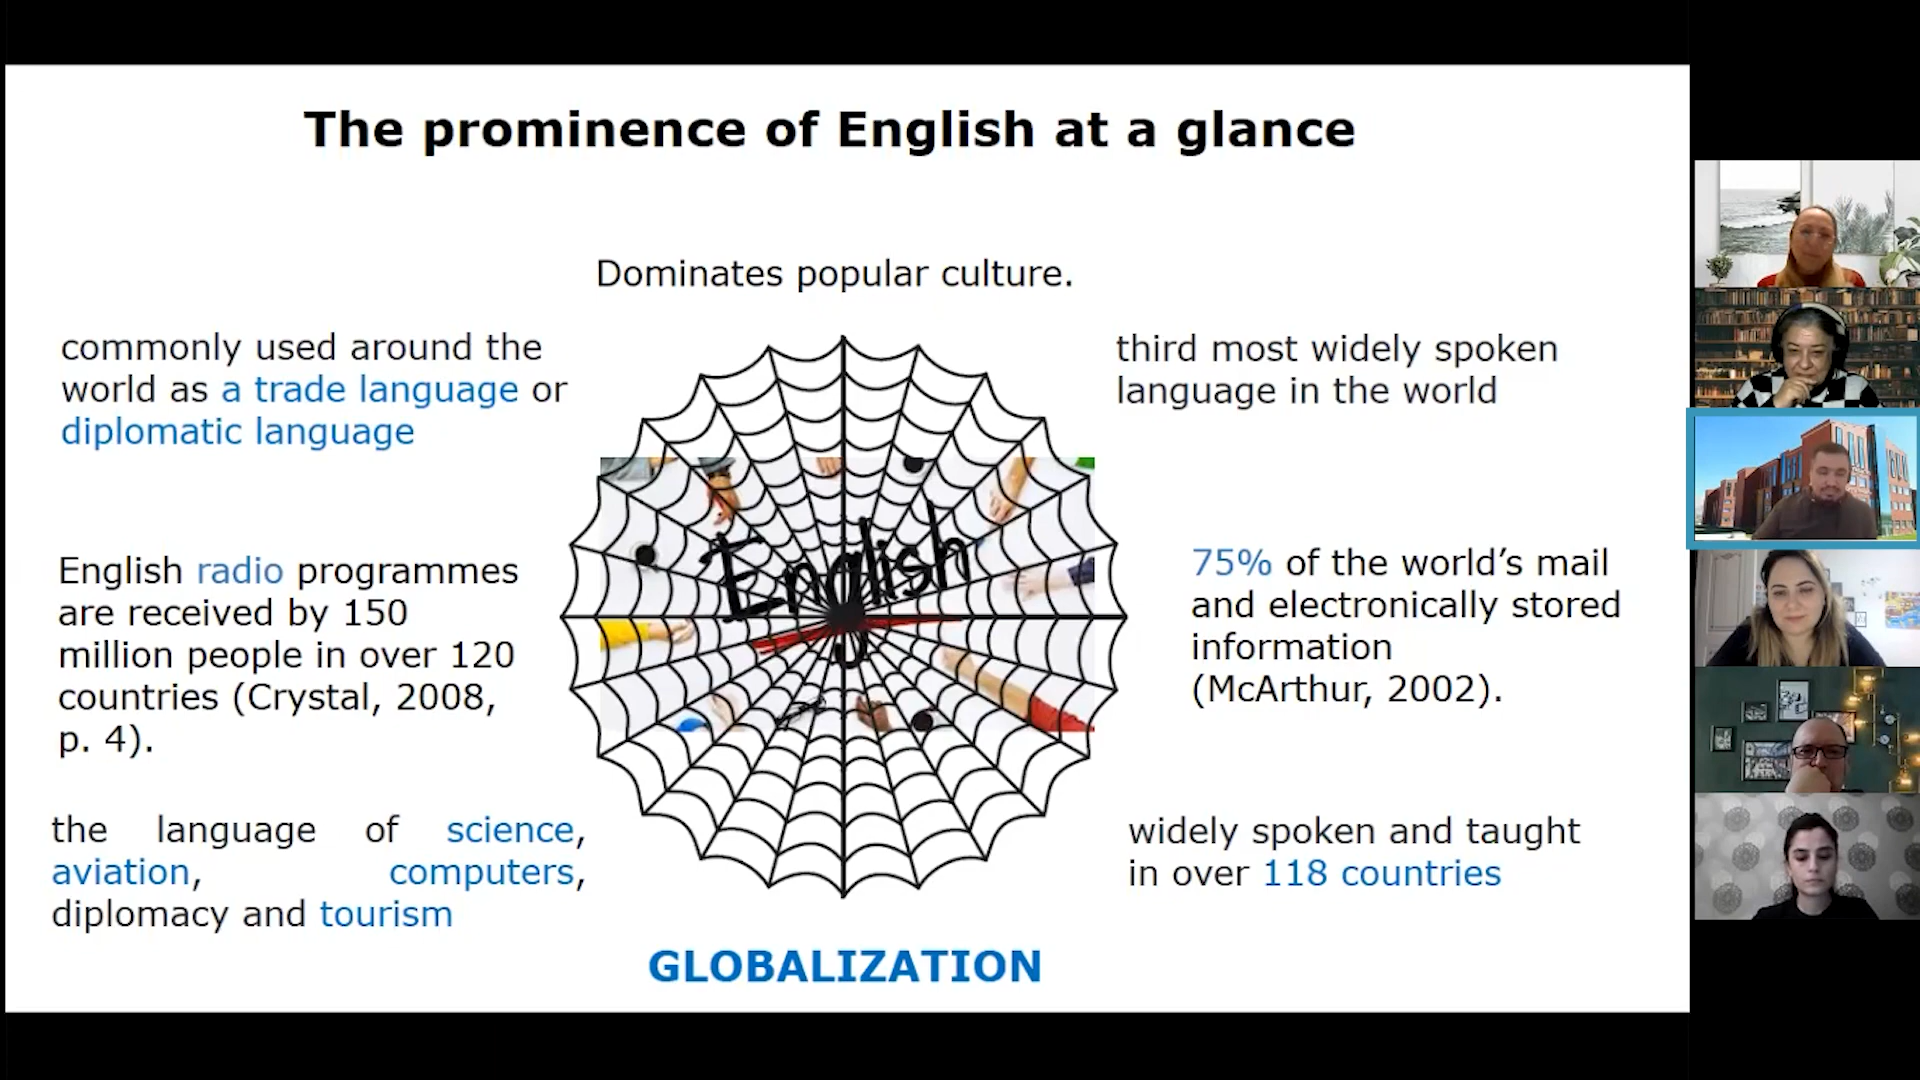 The prominence of English at a glance
Dominates popular culture.
commonly used around the
world as a trade language or
diplomatic language
third most widely spoken
language in the world
English
English radio programmes
are received by 150
million people in over 120
countries (Crystal, 2008,
p. 4).
75% of the world’s mail
and electronically stored
information
(McArthur, 2002).
the language of science,
aviation, computers,
diplomacy and tourism
widely spoken and taught
in over 118 countries
GLOBALIZATION